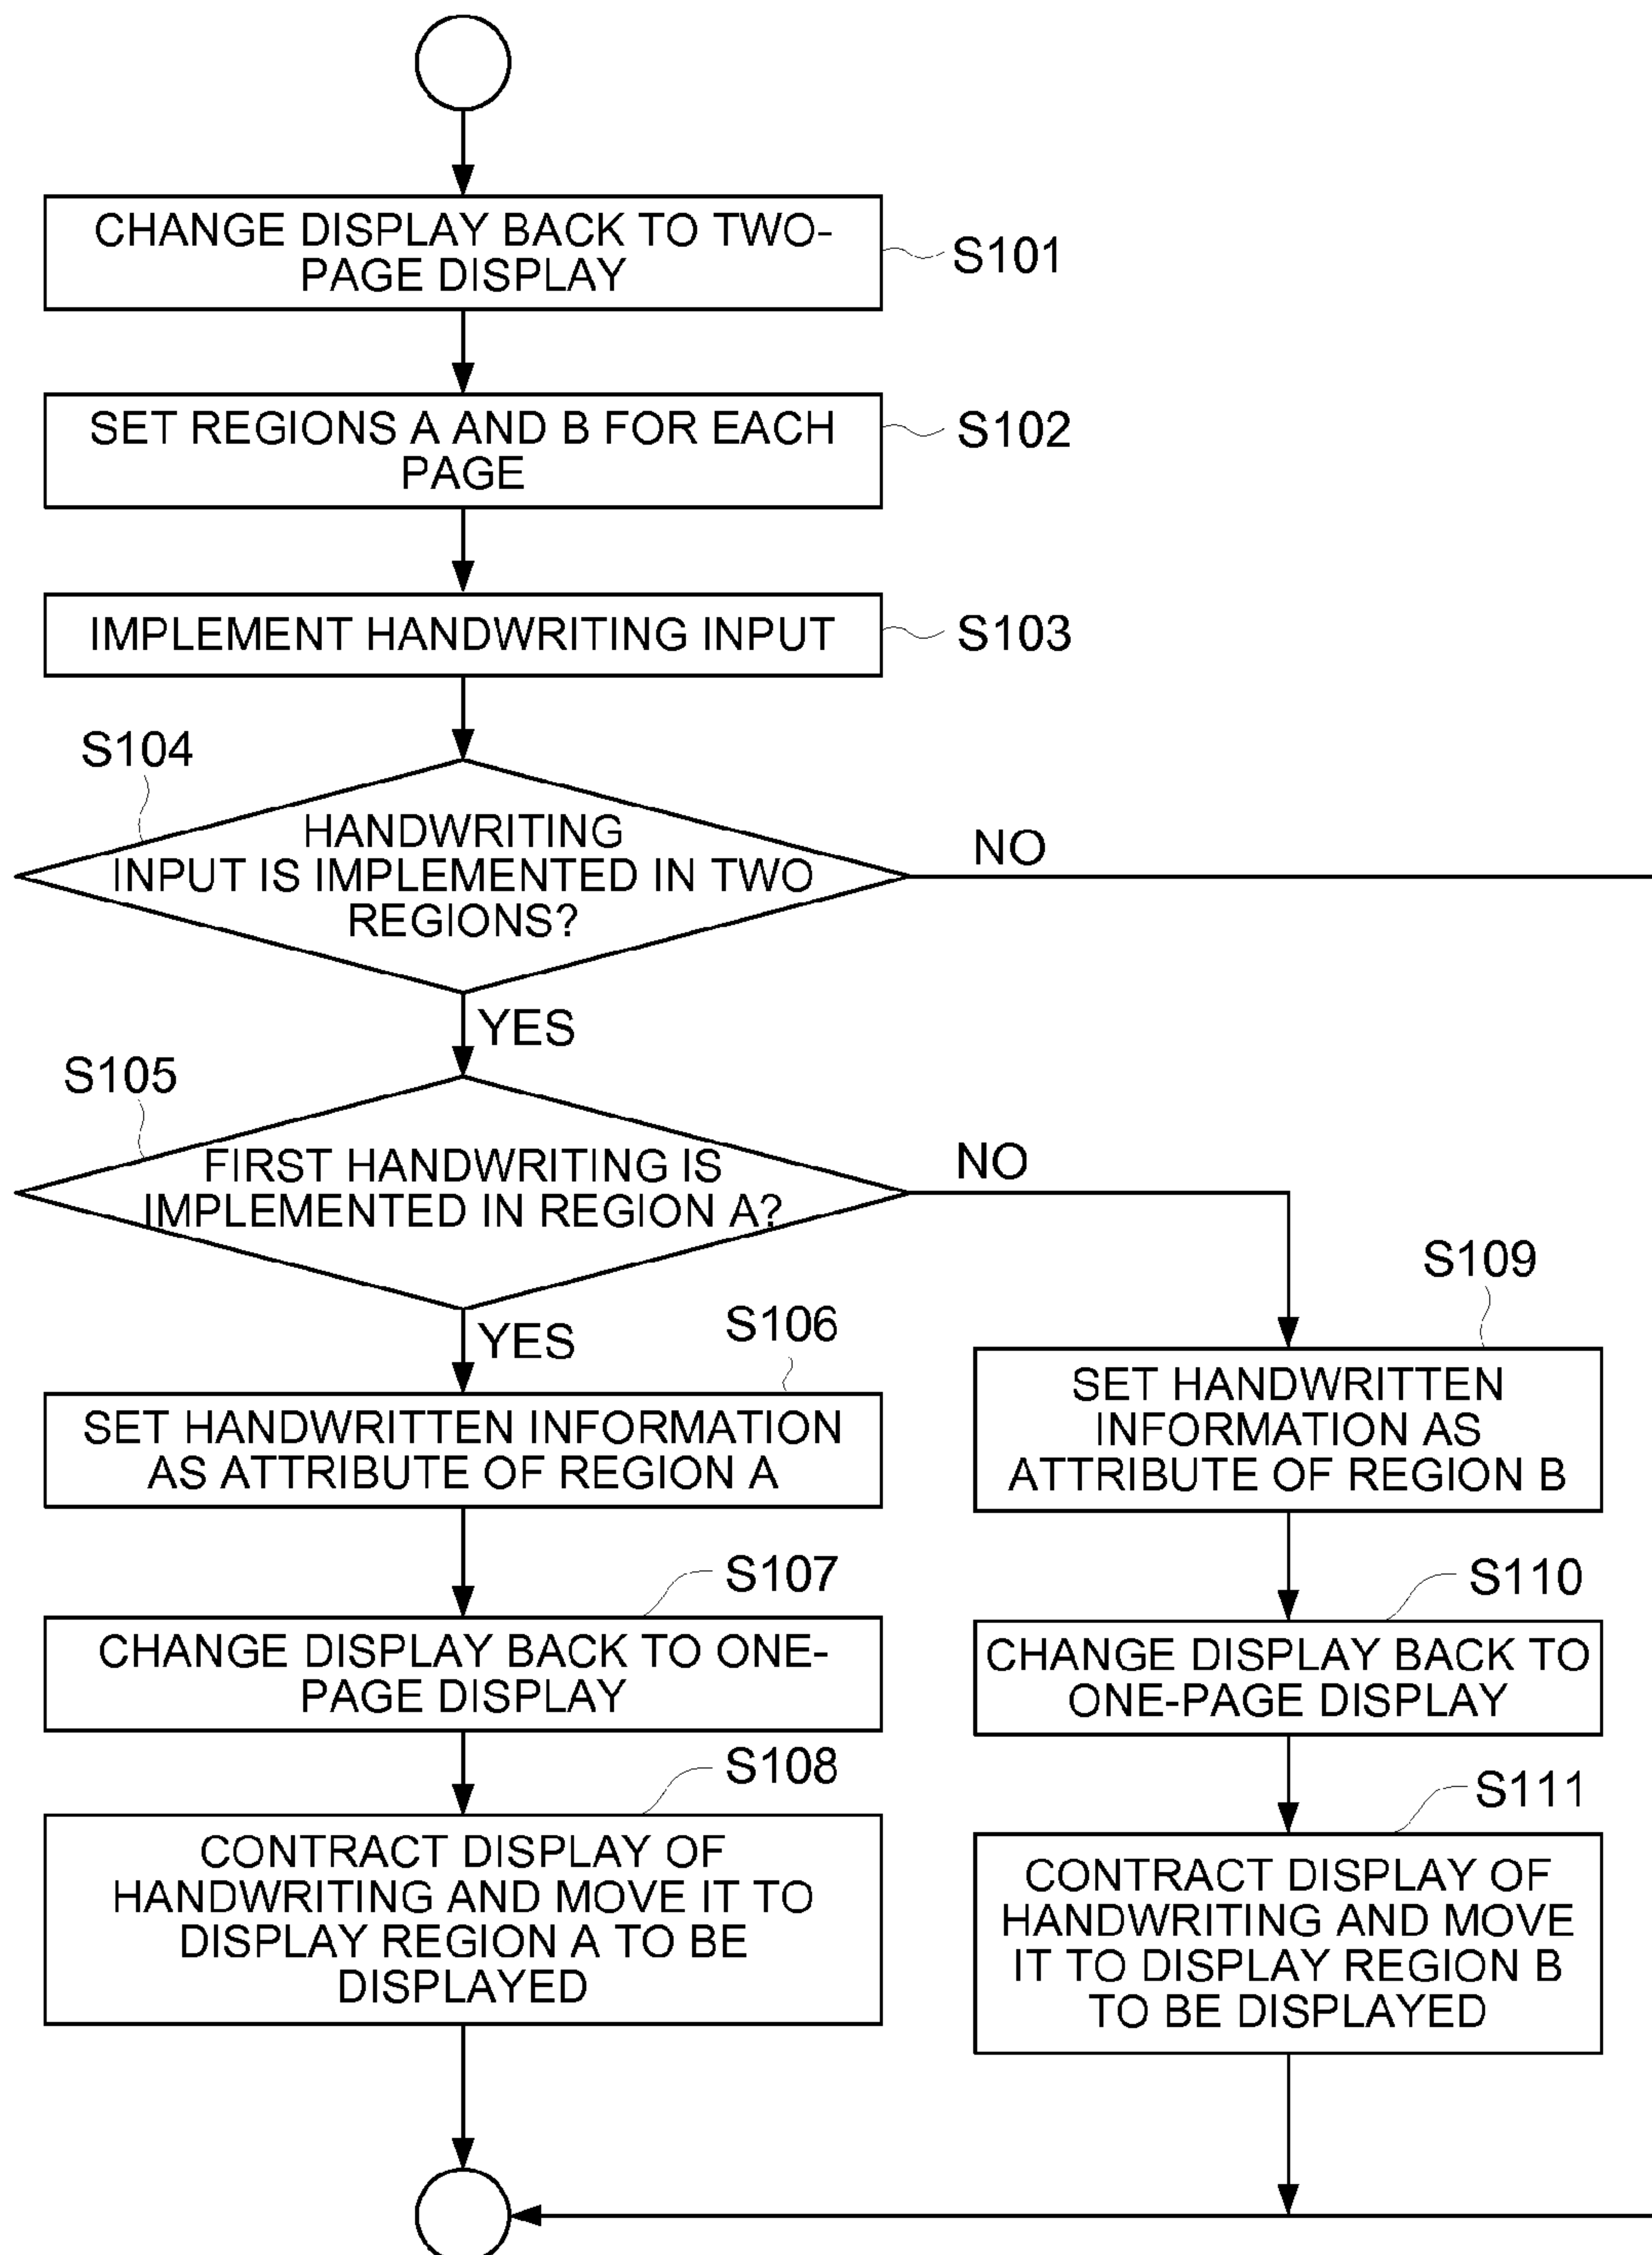 CHANGE DISPLAY BACK TO TWO-
PAGE DISPLAY
S101
SET REGIONS A AND B FOR EACH
PAGE
S102
IMPLEMENT HANDWRITING INPUT
S103
S104
HANDWRITING
INPUT IS IMPLEMENTED IN TWO
REGIONS?
NO
YES
S105
FIRST HANDWRITING IS
IMPLEMENTED IN REGION A?
NO
YES
S106
SET HANDWRITTEN INFORMATION
AS ATTRIBUTE OF REGION A
S107
CHANGE DISPLAY BACK TO ONE-
PAGE DISPLAY
S108
CONTRACT DISPLAY OF
HANDWRITING AND MOVE IT TO
DISPLAY REGION A TO BE
DISPLAYED
S109
SET HANDWRITTEN
INFORMATION AS
ATTRIBUTE OF REGION B
S110
CHANGE DISPLAY BACK TO
ONE-PAGE DISPLAY
S111
CONTRACT DISPLAY OF
HANDWRITING AND MOVE
IT TO DISPLAY REGION B
TO BE DISPLAYED